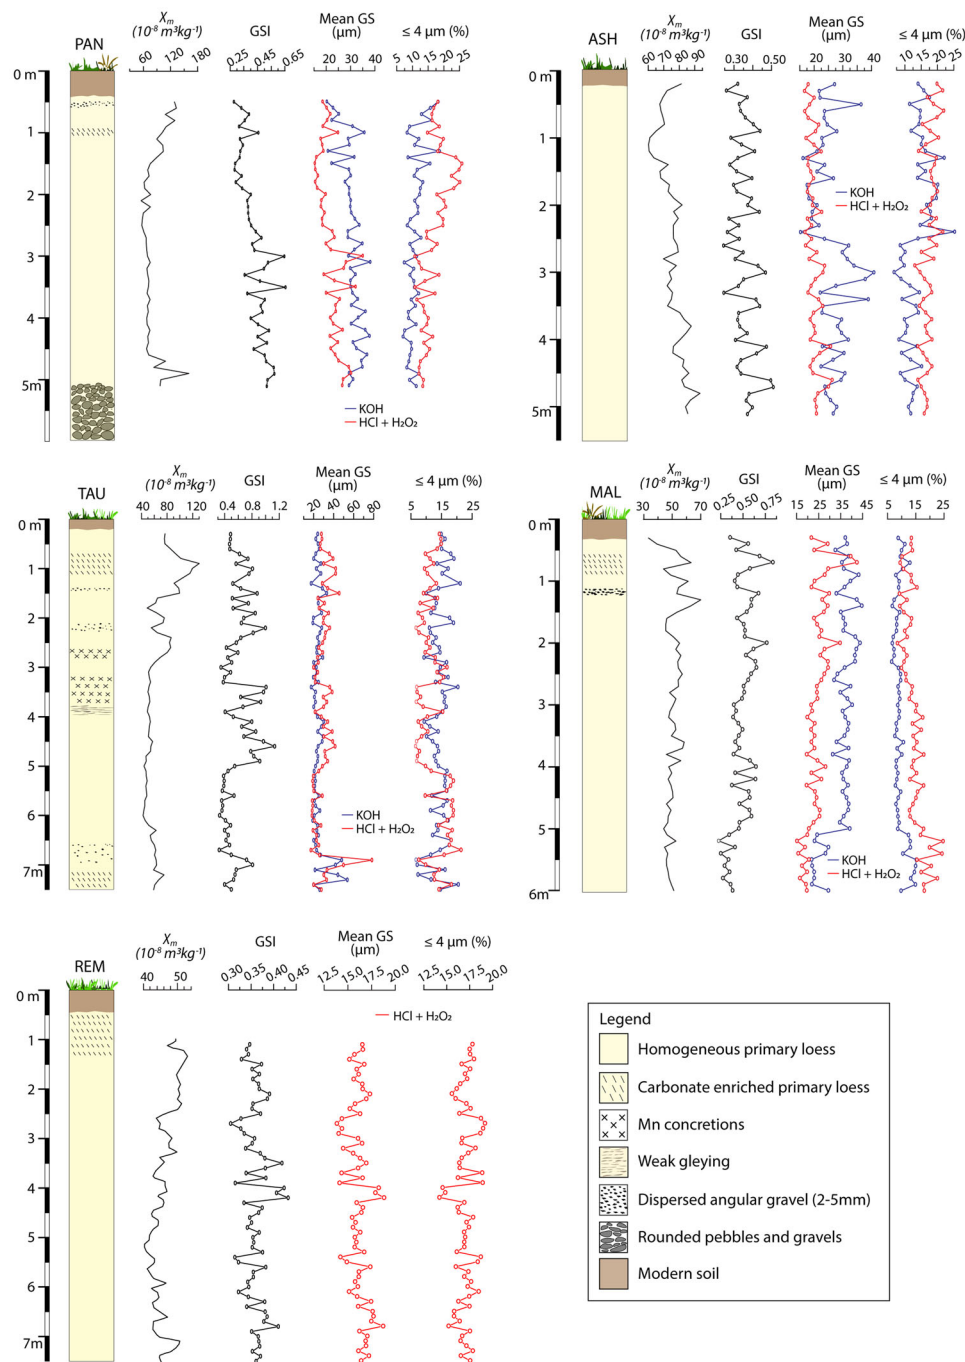 PAN
Xm
(10⁻⁸ m³kg⁻¹)
60 120 180
GSI
0.25 0.45 0.65
Mean GS
(µm)
20 30 40
≤ 4 µm (%)
5 10 15 20 25
0 m
1
2
3
4
5m
KOH
HCl + H₂O₂
ASH
Xm
(10⁻⁸ m³kg⁻¹)
60 70 80 90
GSI
0.30 0.50
Mean GS
(µm)
20 30 40
≤ 4 µm (%)
10 15 20 25
0 m
1
2
3
4
5m
KOH
HCl + H₂O₂
TAU
Xm
(10⁻⁸ m³kg⁻¹)
40 80 120
GSI
0.4 0.8 1.2
Mean GS
(µm)
20 40 60 80
≤ 4 µm (%)
5 15 25
0 m
1
2
3
4
5
6
7m
KOH
HCl + H₂O₂
MAL
Xm
(10⁻⁸ m³kg⁻¹)
30 50 70
GSI
0.25 0.50 0.75
Mean GS
(µm)
15 25 35 45
≤ 4 µm (%)
5 15 25
0 m
1
2
3
4
5
6m
KOH
HCl + H₂O₂
REM
Xm
(10⁻⁸ m³kg⁻¹)
40 50
GSI
0.30 0.35 0.40 0.45
Mean GS
(µm)
12.5 15.0 17.5 20.0
≤ 4 µm (%)
12.5 15.0 17.5 20.0
0 m
1
2
3
4
5
6
7m
HCl + H₂O₂
Legend
Homogeneous primary loess
Carbonate enriched primary loess
Mn concretions
Weak gleying
Dispersed angular gravel (2-5mm)
Rounded pebbles and gravels
Modern soil